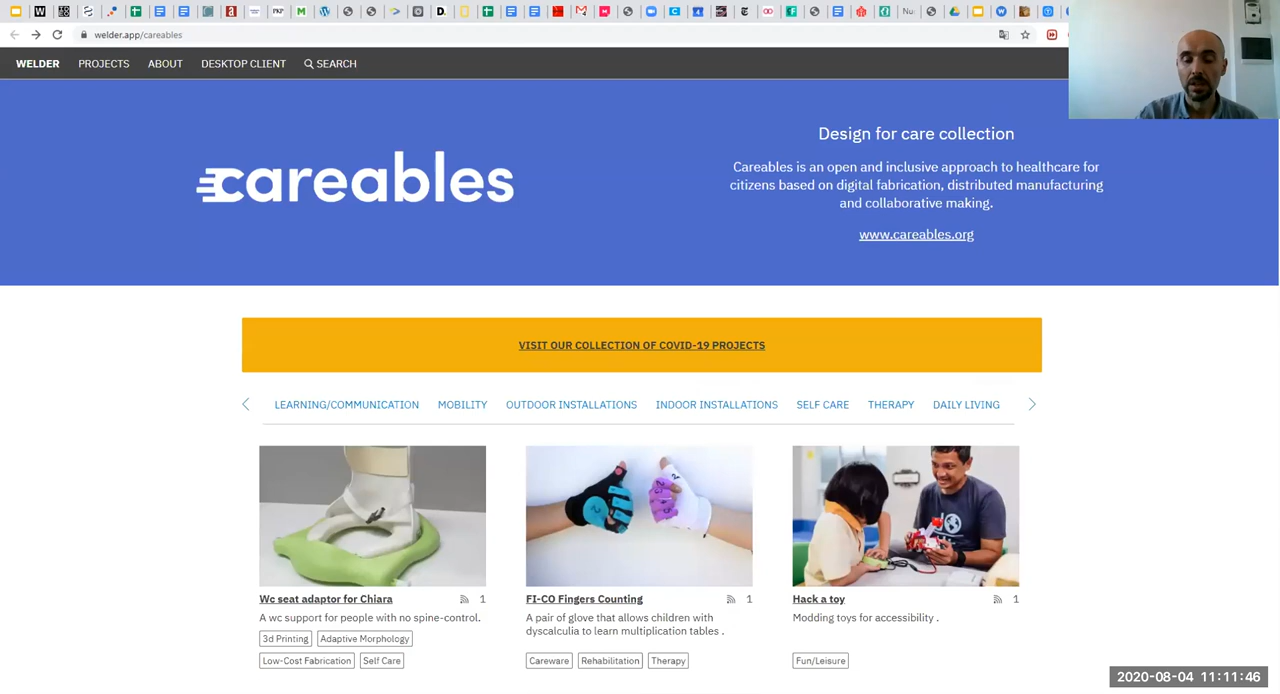 welder.app/careables
WELDER PROJECTS ABOUT DESKTOP CLIENT SEARCH
careables
Design for care collection
Careables is an open and inclusive approach to healthcare for
citizens based on digital fabrication, distributed manufacturing
and collaborative making.
www.careables.org
VISIT OUR COLLECTION OF COVID-19 PROJECTS
LEARNING/COMMUNICATION MOBILITY OUTDOOR INSTALLATIONS INDOOR INSTALLATIONS SELF CARE THERAPY DAILY LIVING
Wc seat adaptor for Chiara 1
A wc support for people with no spine-control.
3d Printing Adaptive Morphology
Low-Cost Fabrication Self Care
FI-CO Fingers Counting 1
A pair of glove that allows children with
dyscalculia to learn multiplication tables .
Careware Rehabilitation Therapy
Hack a toy 1
Modding toys for accessibility .
Fun/Leisure
2020-08-04 11:11:46